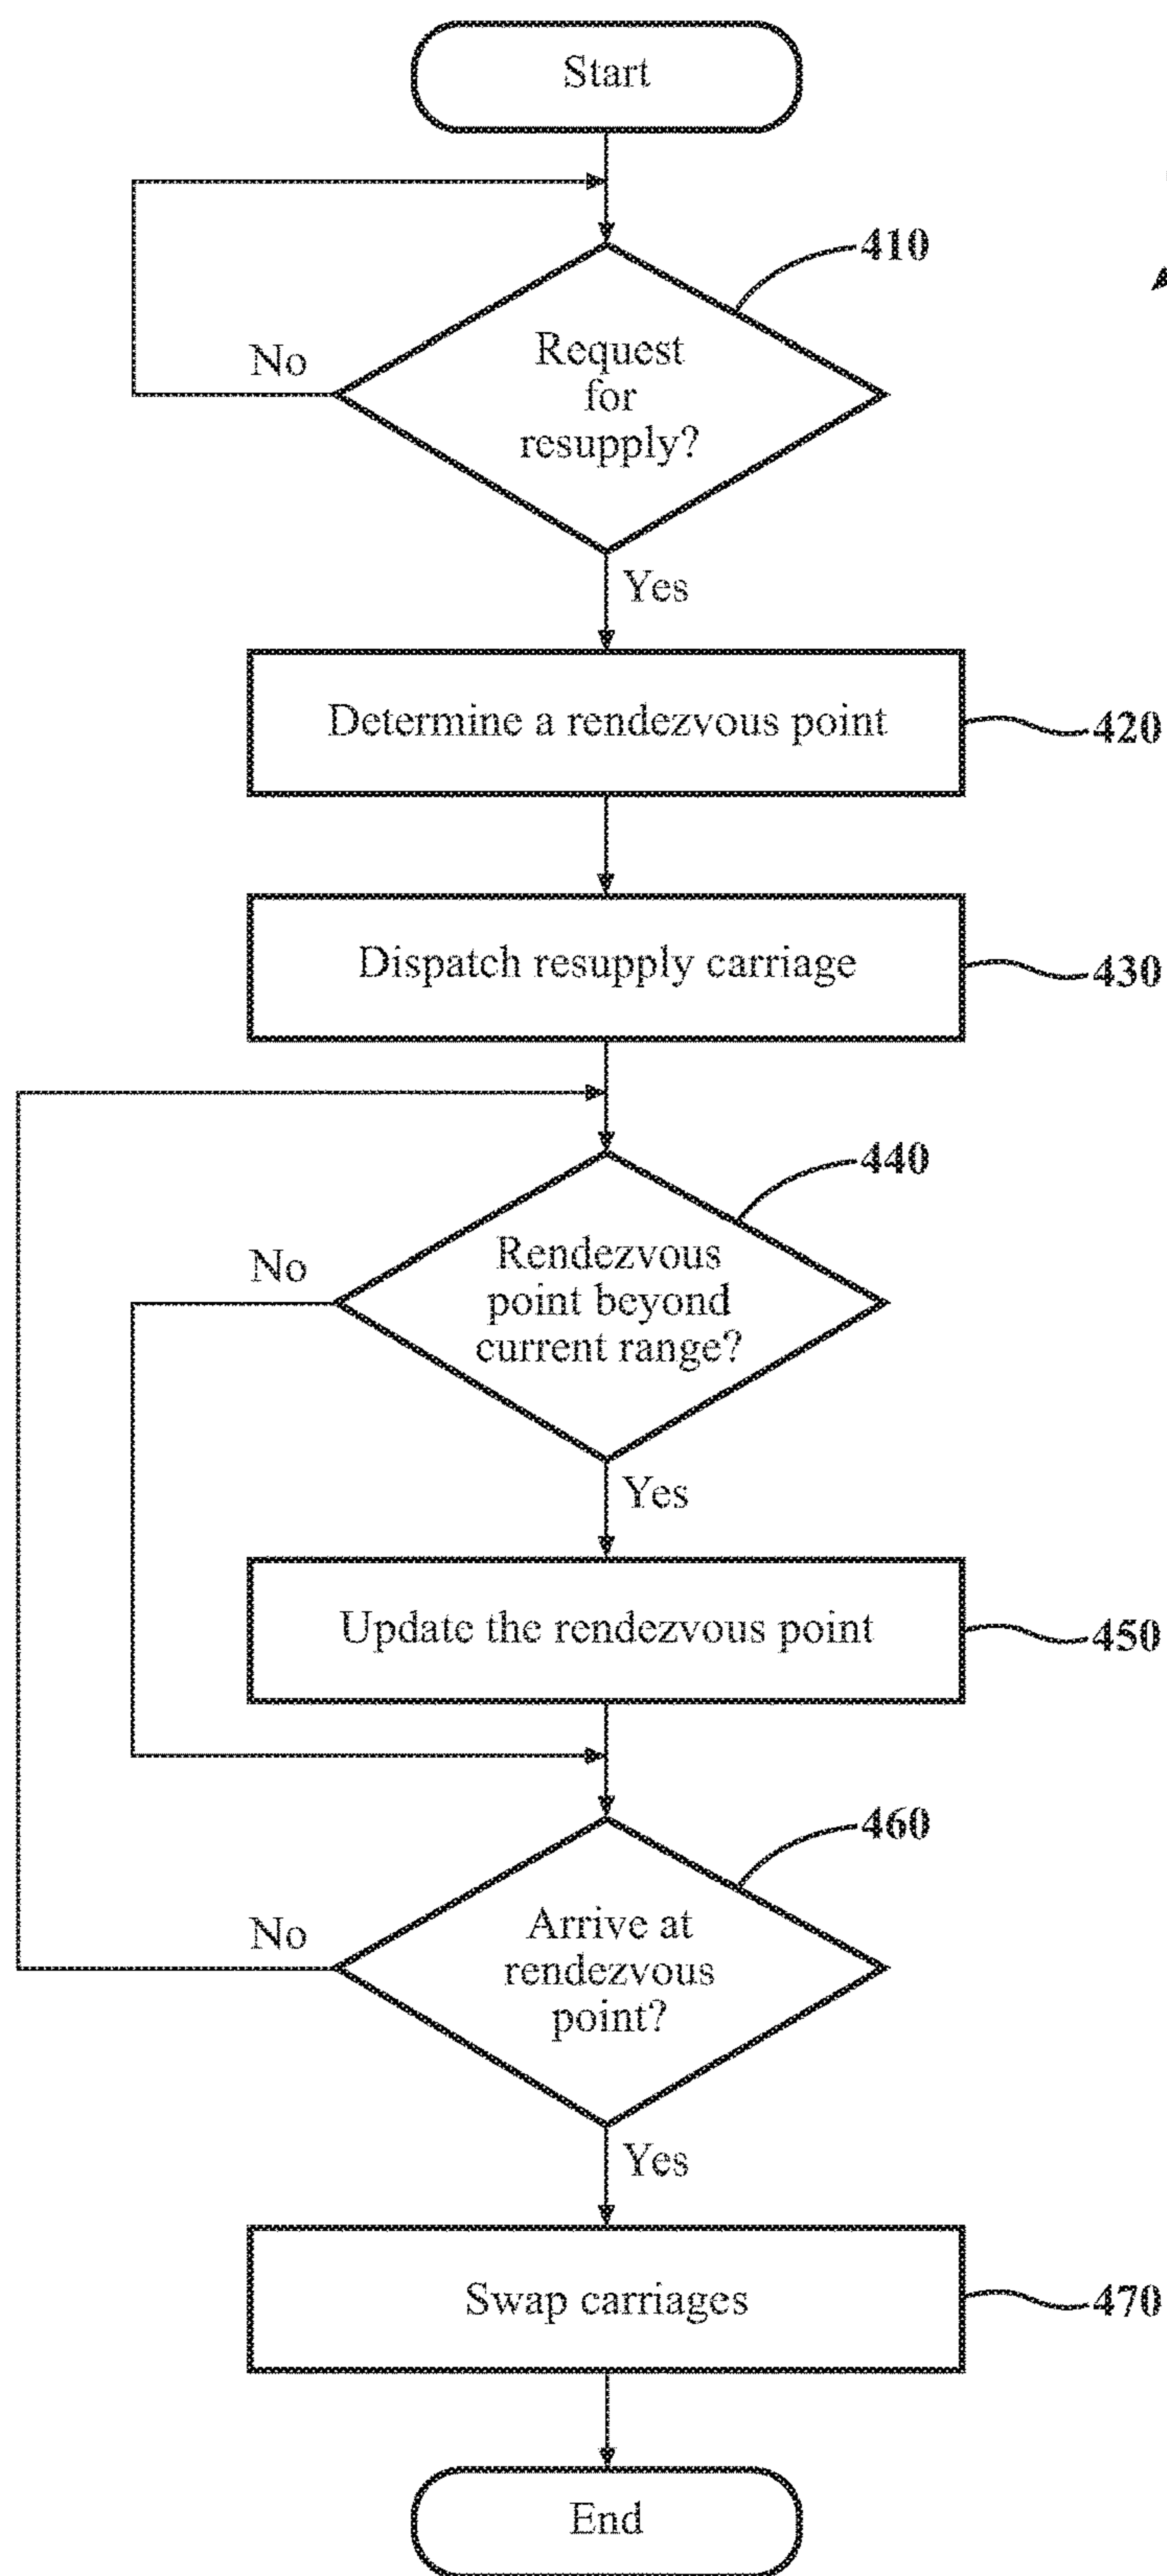 Start
410
No
Request
for
resupply?
Yes
Determine a rendezvous point
420
Dispatch resupply carriage
430
440
No
Rendezvous
point beyond
current range?
Yes
Update the rendezvous point
450
460
No
Arrive at
rendezvous
point?
Yes
Swap carriages
470
End